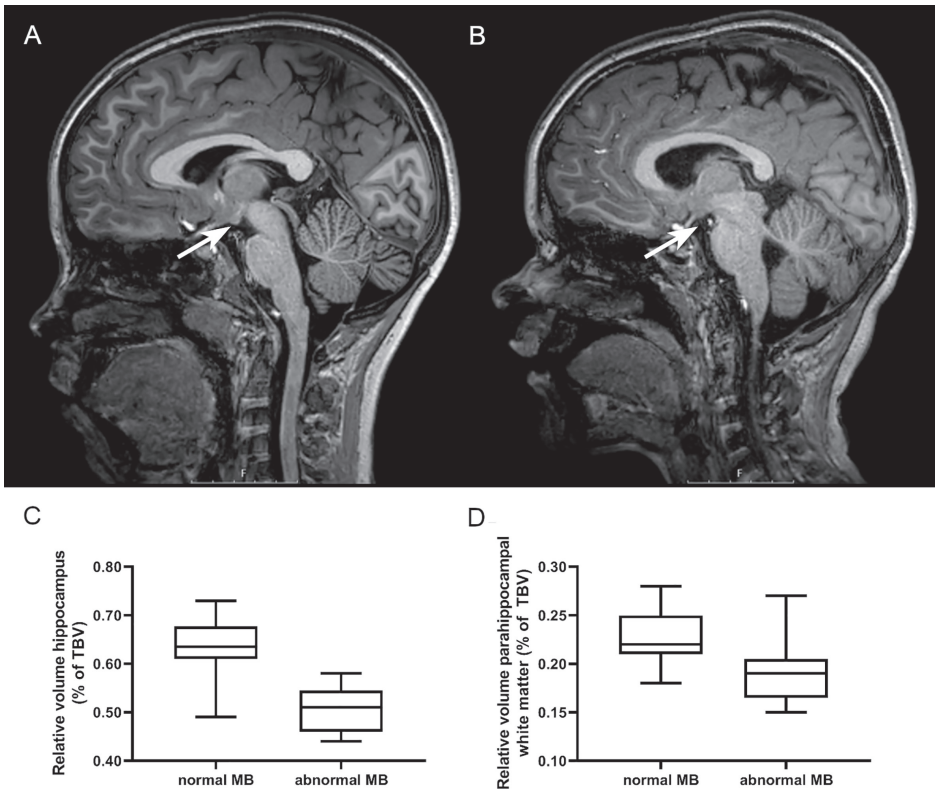 A
B
F
F
C
Relative volume hippocampus
(% of TBV)
0.80
0.70
0.60
0.50
0.40
normal MB
abnormal MB
D
Relative volume parahippocampal
white matter (% of TBV)
0.30
0.25
0.20
0.15
0.10
normal MB
abnormal MB